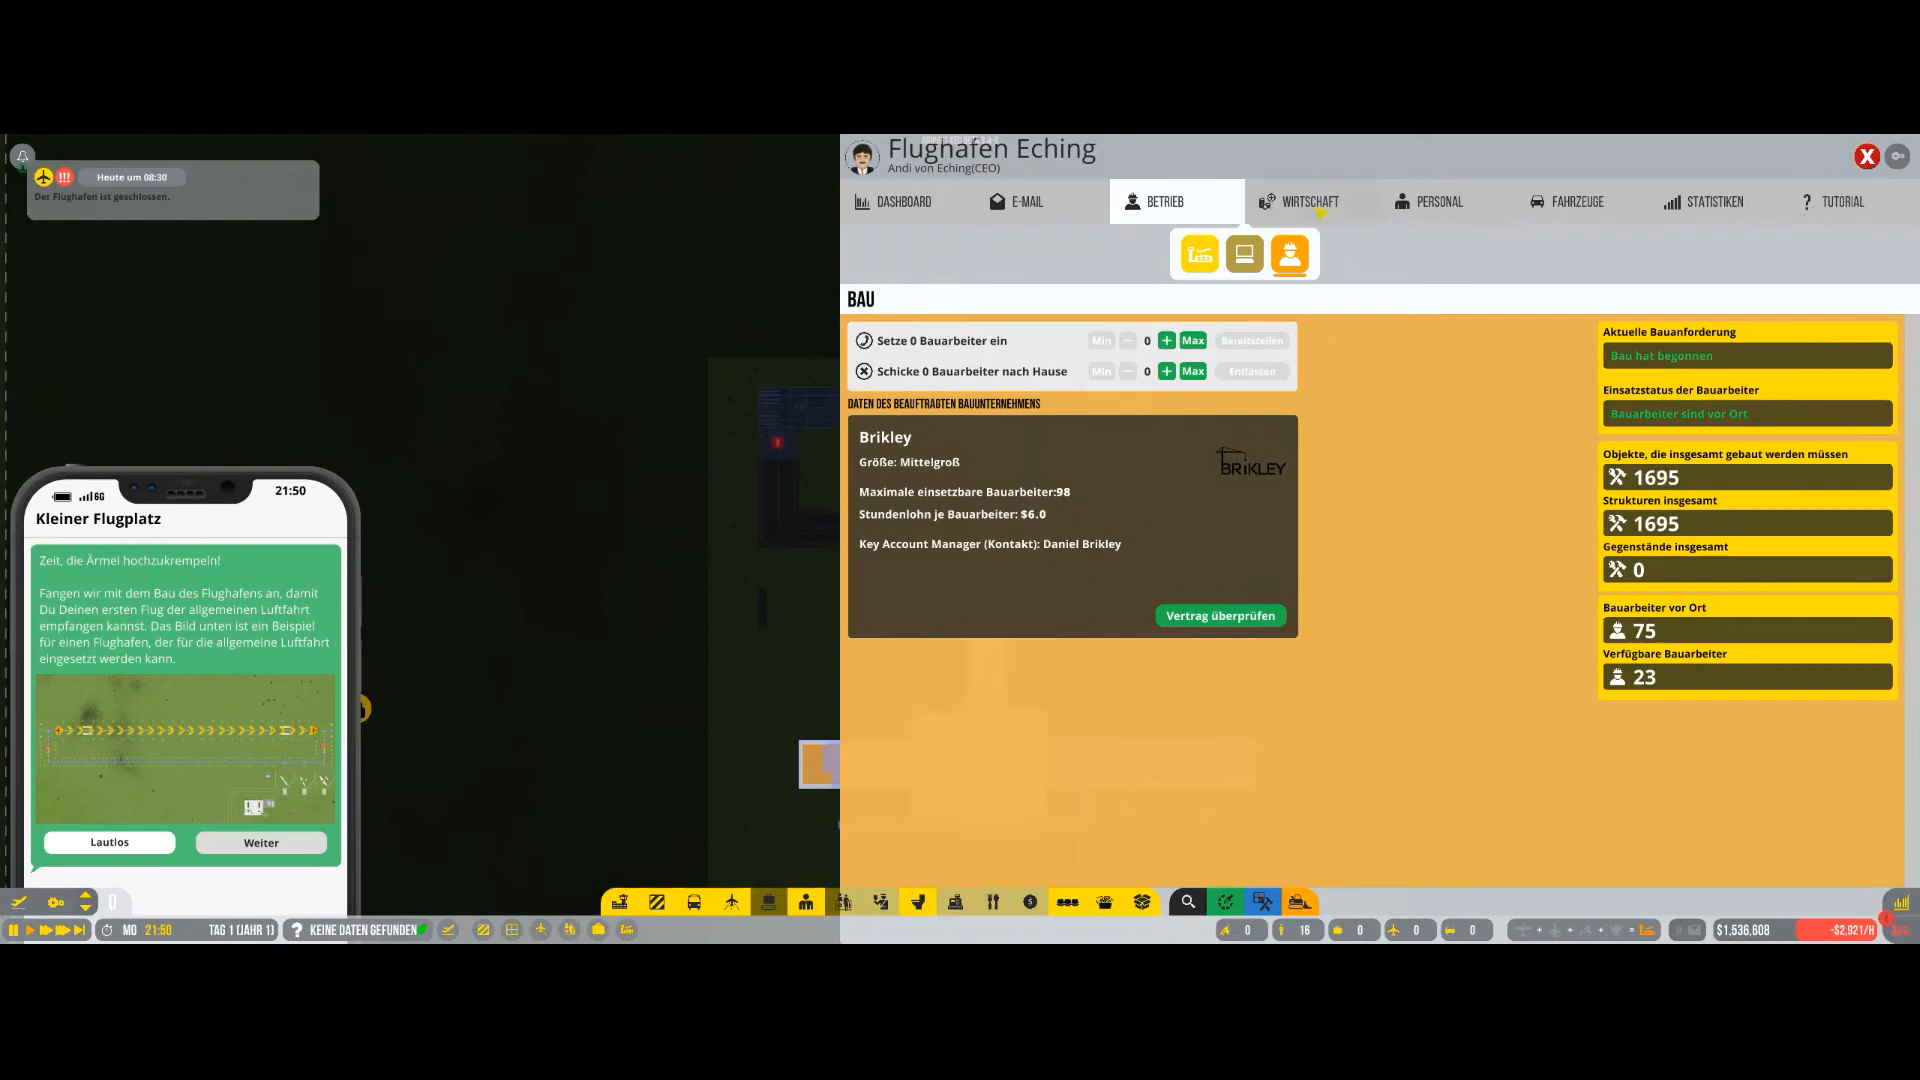 Heute um 08:30
Der Flughafen ist geschlossen.
6G
21:50
Kleiner Flugplatz
Zeit, die Ärmel hochzukrempeln!
Fangen wir mit dem Bau des Flughafens an, damit
Du Deinen ersten Flug der allgemeinen Luftfahrt
empfangen kannst. Das Bild unten ist ein Beispiel
für einen Flughafen, der für die allgemeine Luftfahrt
eingesetzt werden kann.
Lautlos
Weiter
0
MO 21:50
TAG 1 (JAHR 1)
? KEINE DATEN GEFUNDEN
Flughafen Eching
Andi von Eching(CEO)
X
DASHBOARD
E-MAIL
BETRIEB
WIRTSCHAFT
PERSONAL
FAHRZEUGE
STATISTIKEN
? TUTORIAL
BAU
Setze 0 Bauarbeiter ein
Min − 0 + Max Bereitstellen
Schicke 0 Bauarbeiter nach Hause
Min − 0 + Max Entlassen
DATEN DES BEAUFTRAGTEN BAUUNTERNEHMENS
Brikley
BRIKLEY
Größe: Mittelgroß
Maximale einsetzbare Bauarbeiter:98
Stundenlohn je Bauarbeiter: $6.0
Key Account Manager (Kontakt): Daniel Brikley
Vertrag überprüfen
Aktuelle Bauanforderung
Bau hat begonnen
Einsatzstatus der Bauarbeiter
Bauarbeiter sind vor Ort
Objekte, die insgesamt gebaut werden müssen
1695
Strukturen insgesamt
1695
Gegenstände insgesamt
0
Bauarbeiter vor Ort
75
Verfügbare Bauarbeiter
23
0
16
0
0
0
0
$1,536,608
-$2,921/H